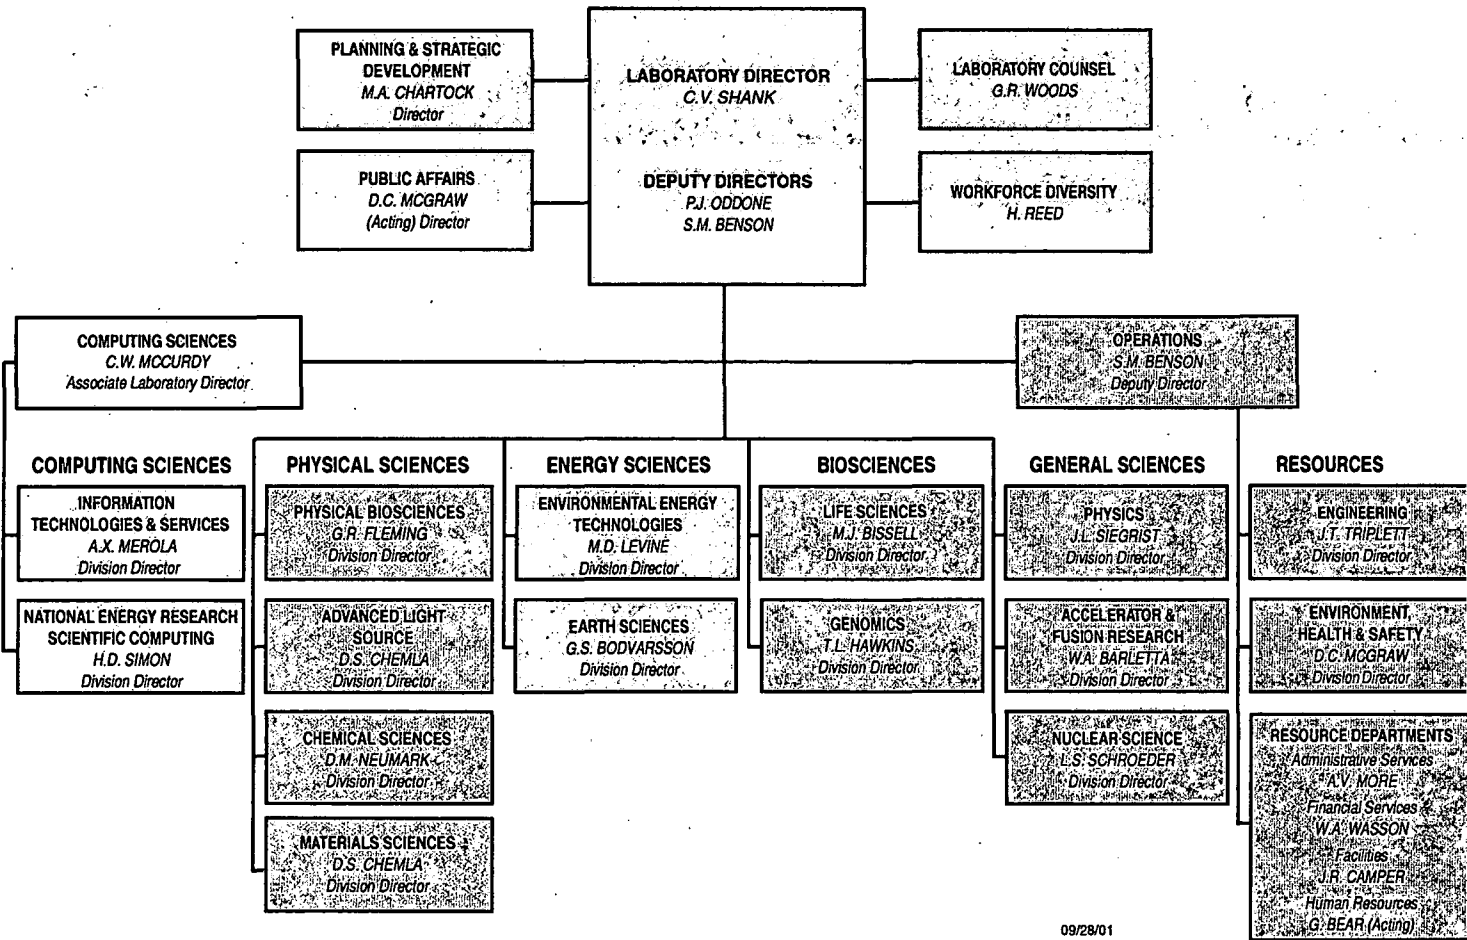 PLANNING & STRATEGIC
DEVELOPMENT
M.A. CHARTOCK
Director
LABORATORY DIRECTOR
C.V. SHANK
LABORATORY COUNSEL
G.R. WOODS
PUBLIC AFFAIRS
D.C. MCGRAW
(Acting) Director
DEPUTY DIRECTORS
P.J. ODDONE
S.M. BENSON
WORKFORCE DIVERSITY
H. REED
COMPUTING SCIENCES
C.W. MCCURDY
Associate Laboratory Director
OPERATIONS
S.M. BENSON
Deputy Director
COMPUTING SCIENCES
INFORMATION
TECHNOLOGIES & SERVICES
A.X. MEROLA
Division Director
NATIONAL ENERGY RESEARCH
SCIENTIFIC COMPUTING
H.D. SIMON
Division Director
PHYSICAL SCIENCES
PHYSICAL BIOSCIENCES
G.R. FLEMING
Division Director
ADVANCED LIGHT
SOURCE
D.S. CHEMLA
Division Director
CHEMICAL SCIENCES
D.M. NEUMARK
Division Director
MATERIALS SCIENCES
D.S. CHEMLA
Division Director
ENERGY SCIENCES
ENVIRONMENTAL ENERGY
TECHNOLOGIES
M.D. LEVINE
Division Director
EARTH SCIENCES
G.S. BODVARSSON
Division Director
BIOSCIENCES
LIFE SCIENCES
M.J. BISSELL
Division Director
GENOMICS
T.L. HAWKINS
Division Director
GENERAL SCIENCES
PHYSICS
J.L. SIEGRIST
Division Director
ACCELERATOR &
FUSION RESEARCH
W.A. BARLETTA
Division Director
NUCLEAR SCIENCE
L.S. SCHROEDER
Division Director
RESOURCES
ENGINEERING
J.T. TRIPLETT
Division Director
ENVIRONMENT,
HEALTH & SAFETY
D.C. MCGRAW
Division Director
RESOURCE DEPARTMENTS
Administrative Services
A.V. MORE
Financial Services
W.A. WASSON
Facilities
J.R. CAMPER
Human Resources
G. BEAR (Acting)
09/28/01